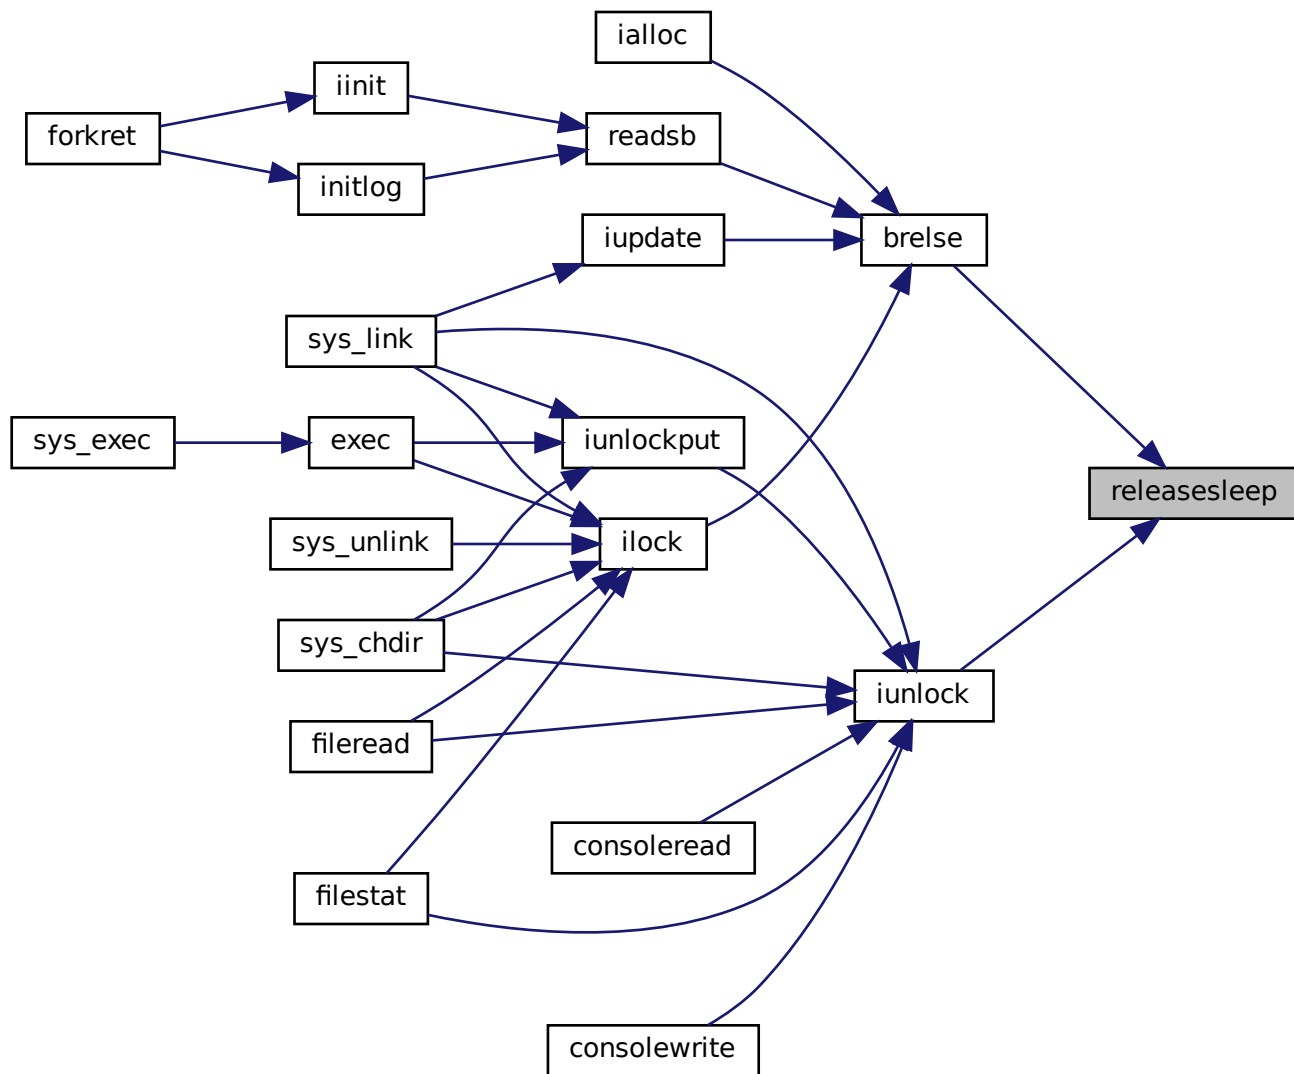 ialloc
iinit
forkret
readsb
initlog
iupdate
brelse
sys_link
sys_exec
exec
iunlockput
releasesleep
sys_unlink
ilock
sys_chdir
iunlock
fileread
consoleread
filestat
consolewrite